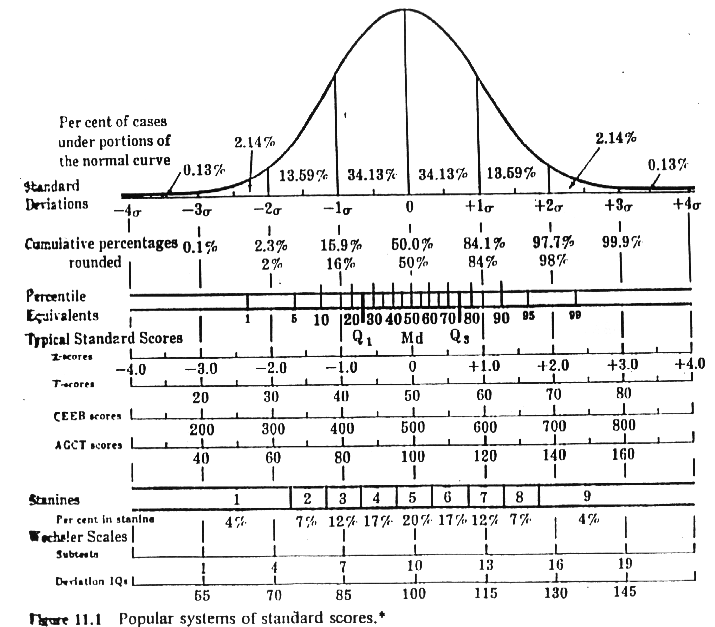 Per cent of cases
under portions of
the normal curve
0.13% 2.14% 13.59% 34.13% 34.13% 13.59% 2.14% 0.13%
Standard
Deviations -4σ -3σ -2σ -1σ 0 +1σ +2σ +3σ +4σ
Cumulative percentages 0.1% 2.3% 15.9% 50.0% 84.1% 97.7% 99.9%
rounded 2% 16% 50% 84% 98%
Percentile
Equivalents 1 5 10 20 30 40 50 60 70 80 90 95 99
Typical Standard Scores Q1 Md Q3
Z-scores
-4.0 -3.0 -2.0 -1.0 0 +1.0 +2.0 +3.0 +4.0
T-scores
20 30 40 50 60 70 80
CEEB scores
200 300 400 500 600 700 800
AGCT scores
40 60 80 100 120 140 160
Stanines 1 2 3 4 5 6 7 8 9
Per cent in stanine 4% 7% 12% 17% 20% 17% 12% 7% 4%
Wechsler Scales
Subtests
1 4 7 10 13 16 19
Deviation IQs
55 70 85 100 115 130 145
Figure 11.1 Popular systems of standard scores.*